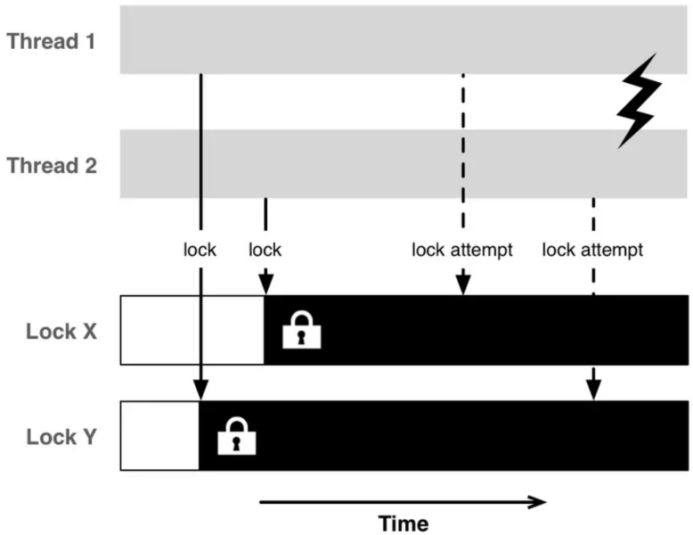 Thread 1
Thread 2
lock
lock
lock attempt
lock attempt
Lock X
Lock Y
Time